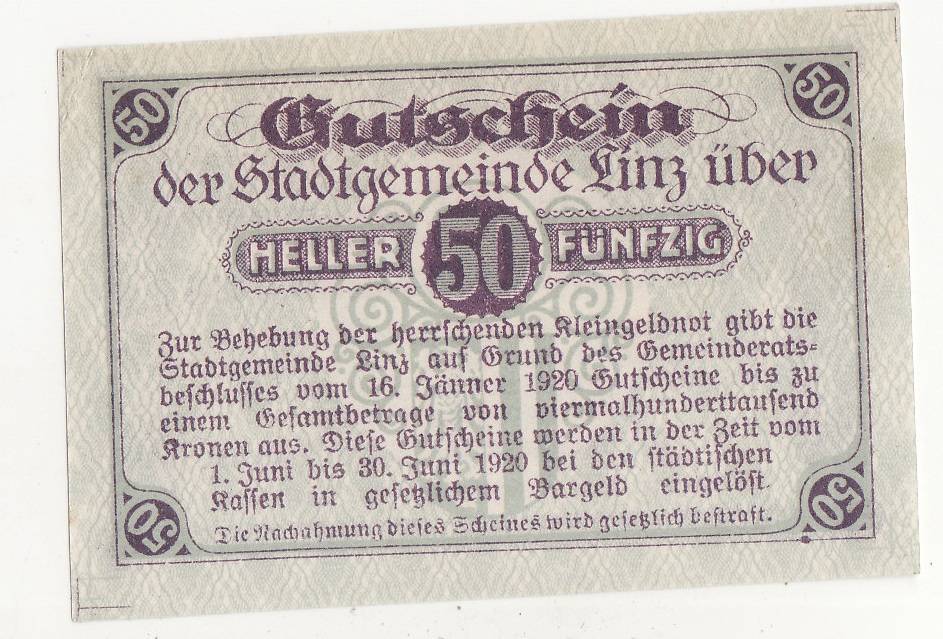 50 50
Gutschein
der Stadtgemeinde Linz über
HELLER 50 FÜNFZIG
Zur Behebung der herrschenden Kleingeldnot gibt die
Stadtgemeinde Linz auf Grund des Gemeinderats=
beschlusses vom 16. Jänner 1920 Gutscheine bis zu
einem Gesamtbetrage von viermalhunderttausend
Kronen aus. Diese Gutscheine werden in der Zeit vom
1. Juni bis 30. Juni 1920 bei den städtischen
Kassen in gesetzlichem Bargeld eingelöst.
Die Nachahmung dieses Scheines wird gesetzlich bestraft.
50 50